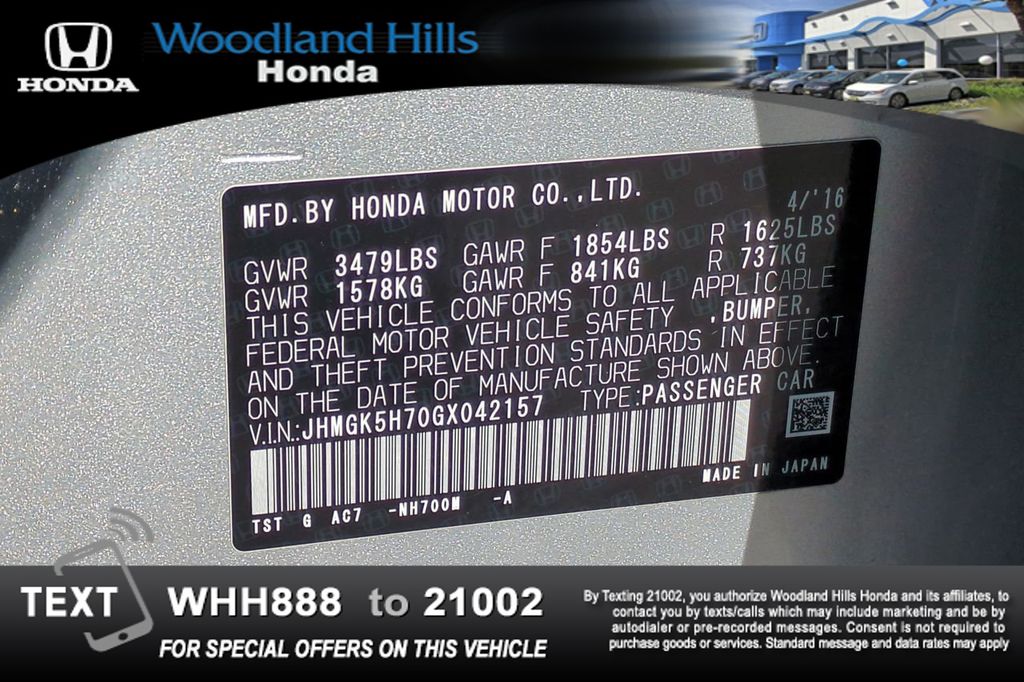 HONDA
Woodland Hills
Honda
MFD.BY HONDA MOTOR CO.,LTD.
4/'16
GVWR 3479LBS GAWR F 1854LBS R 1625LBS
GVWR 1578KG GAWR F 841KG R 737KG
THIS VEHICLE CONFORMS TO ALL APPLICABLE
FEDERAL MOTOR VEHICLE SAFETY ,BUMPER,
AND THEFT PREVENTION STANDARDS IN EFFECT
ON THE DATE OF MANUFACTURE SHOWN ABOVE.
V.I.N.:JHMGK5H70GX042157 TYPE:PASSENGER CAR
MADE IN JAPAN
TST G AC7 -NH700M -A
TEXT WHH888 to 21002
FOR SPECIAL OFFERS ON THIS VEHICLE
By Texting 21002, you authorize Woodland Hills Honda and its affiliates, to
contact you by texts/calls which may include marketing and be by
autodialer or pre-recorded messages. Consent is not required to
purchase goods or services. Standard message and data rates may apply